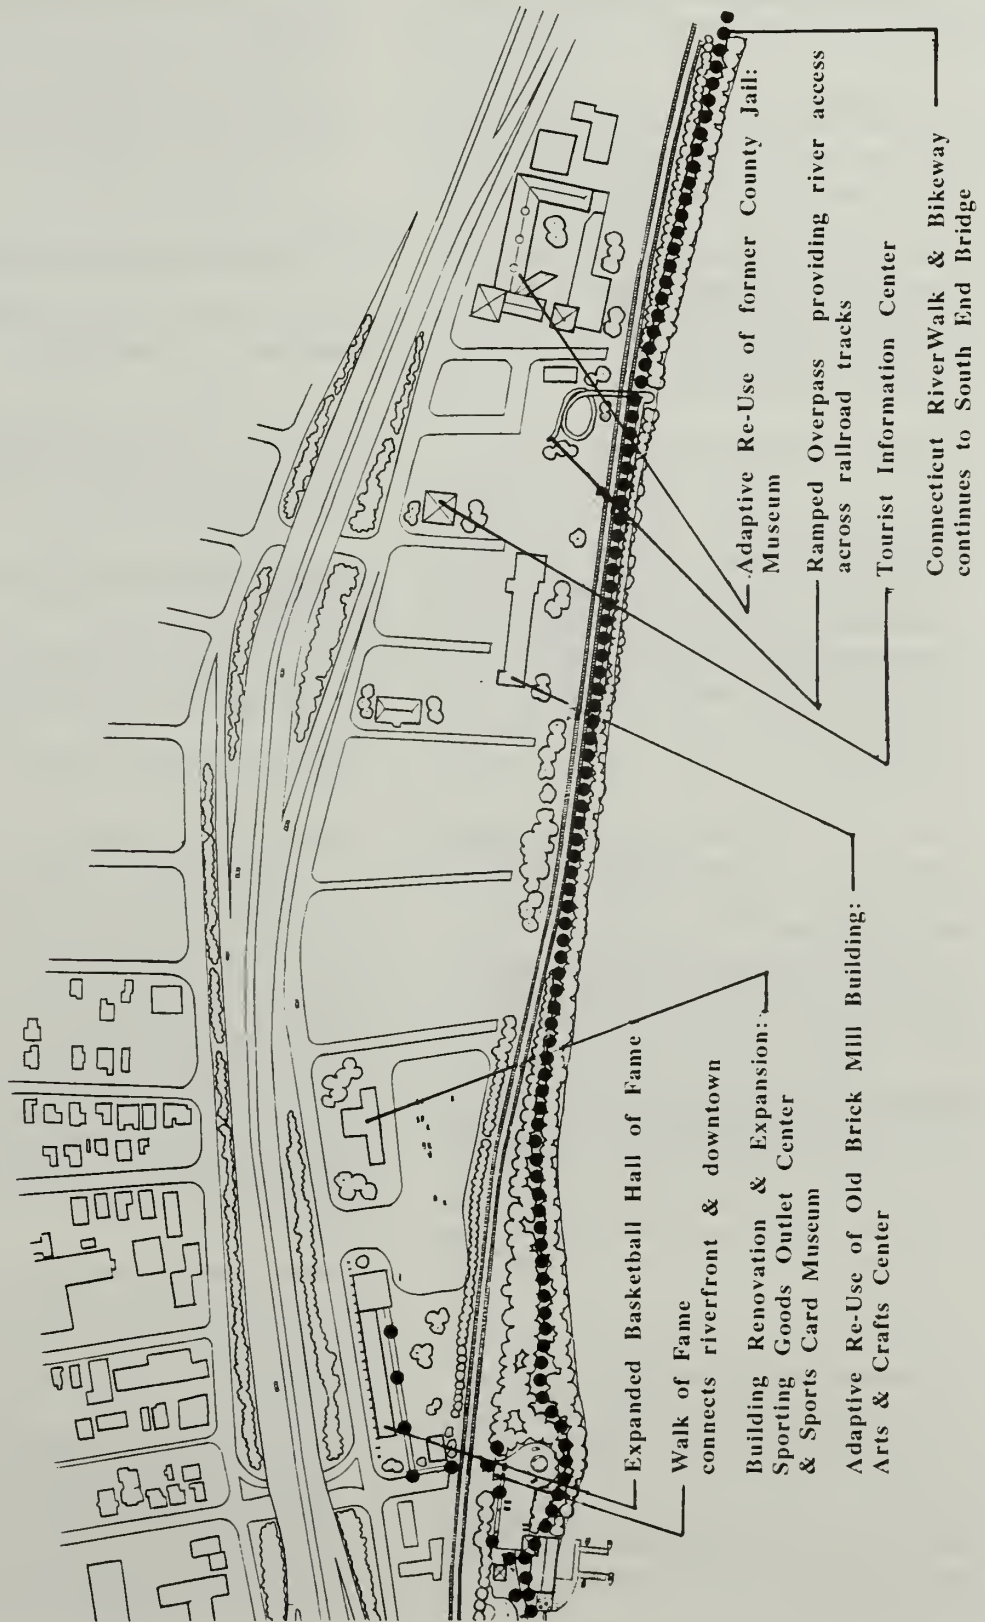 Expanded Basketball Hall of Fame
Walk of Fame
connects riverfront & downtown
Building Renovation & Expansion:
Sporting Goods Outlet Center
& Sports Card Museum
Adaptive Re-Use of Old Brick Mill Building:
Arts & Crafts Center
Adaptive Re-Use of former County Jail:
Museum
Ramped Overpass providing river access
across railroad tracks
Tourist Information Center
Connecticut RiverWalk & Bikeway
continues to South End Bridge